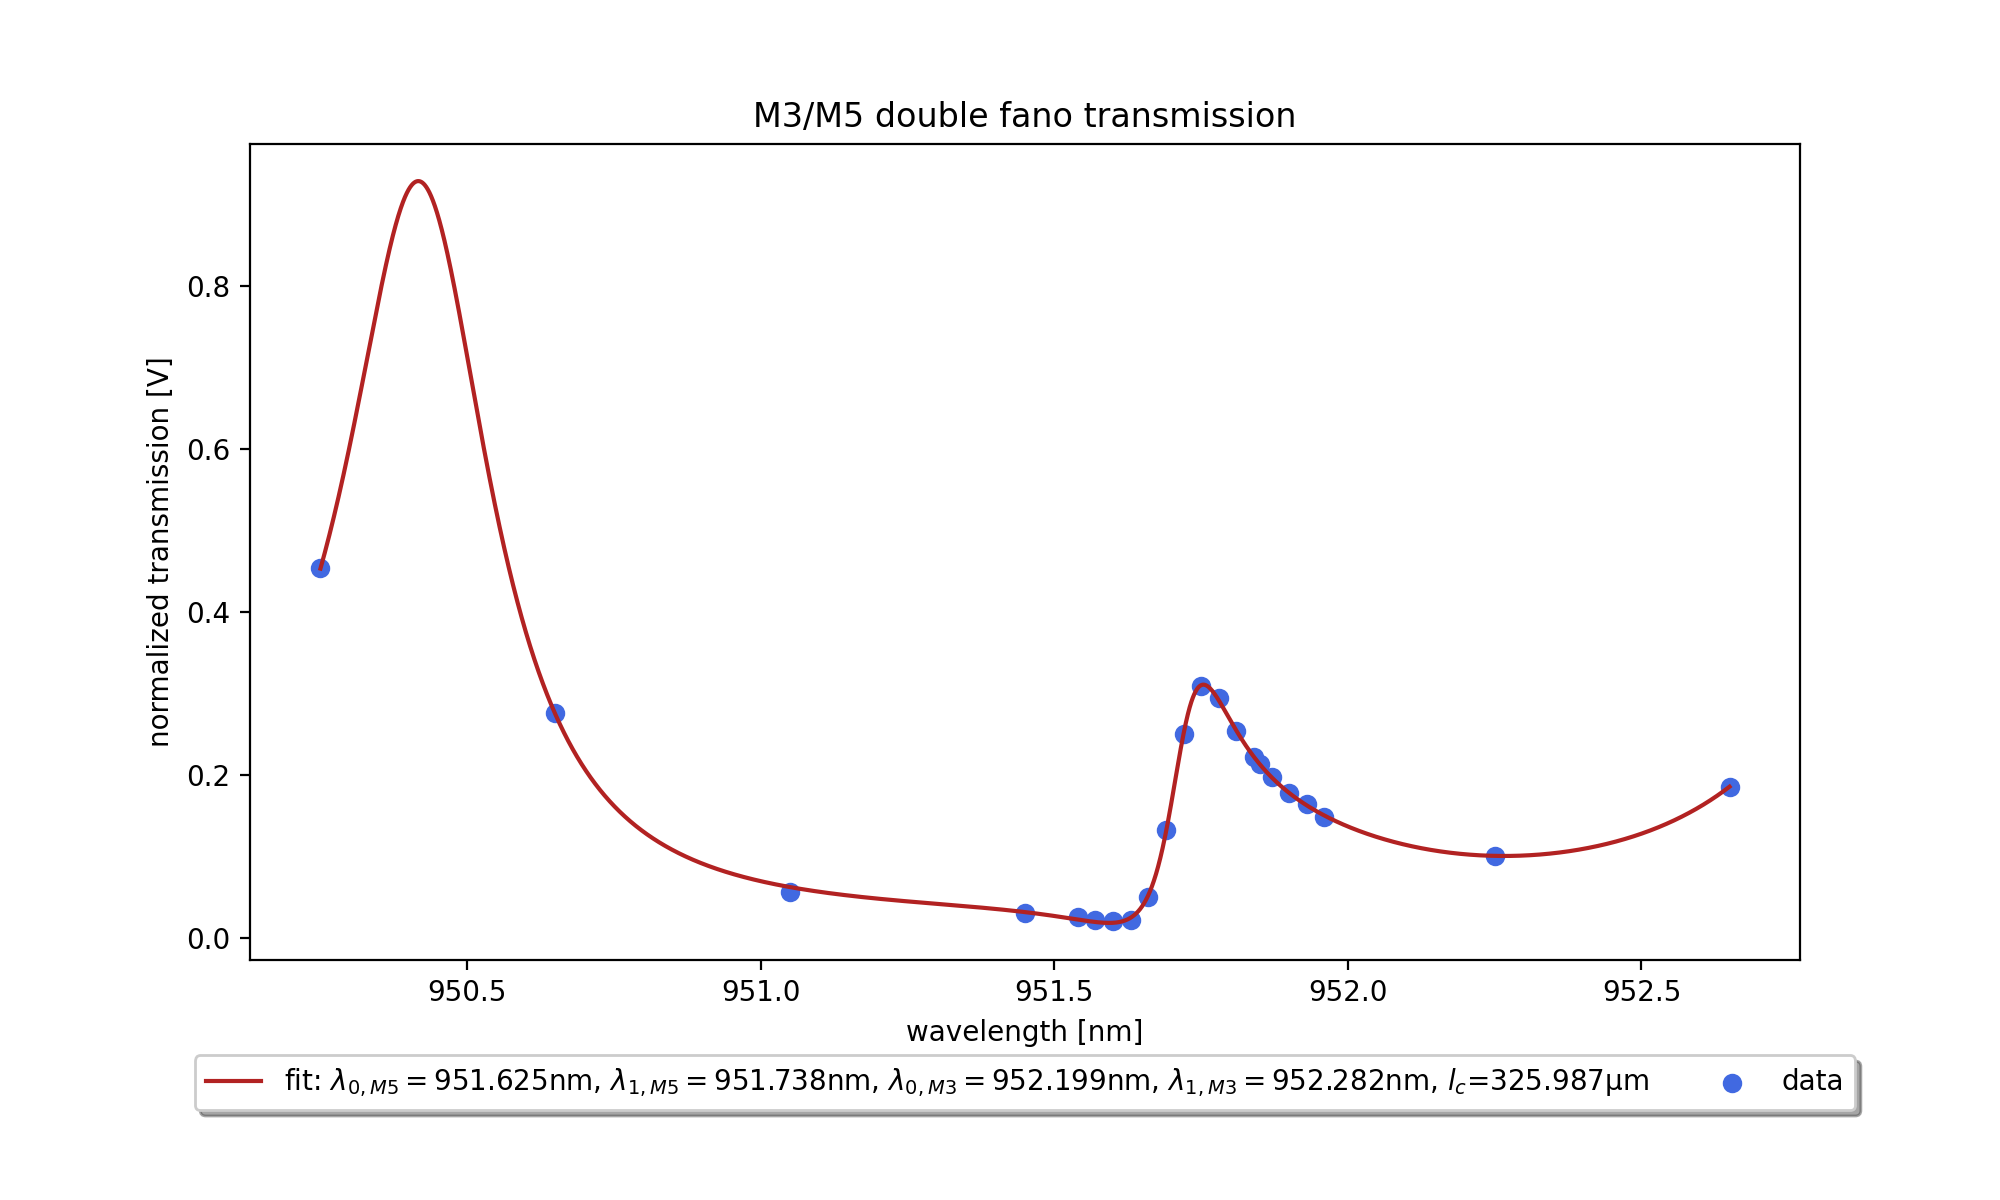 M3/M5 double fano transmission
normalized transmission [V]
0.8
0.6
0.4
0.2
0.0
950.5 951.0 951.5 952.0 952.5
wavelength [nm]
fit: λ₀,M5 = 951.625nm, λ₁,M5 = 951.738nm, λ₀,M3 = 952.199nm, λ₁,M3 = 952.282nm, l_c=325.987μm data